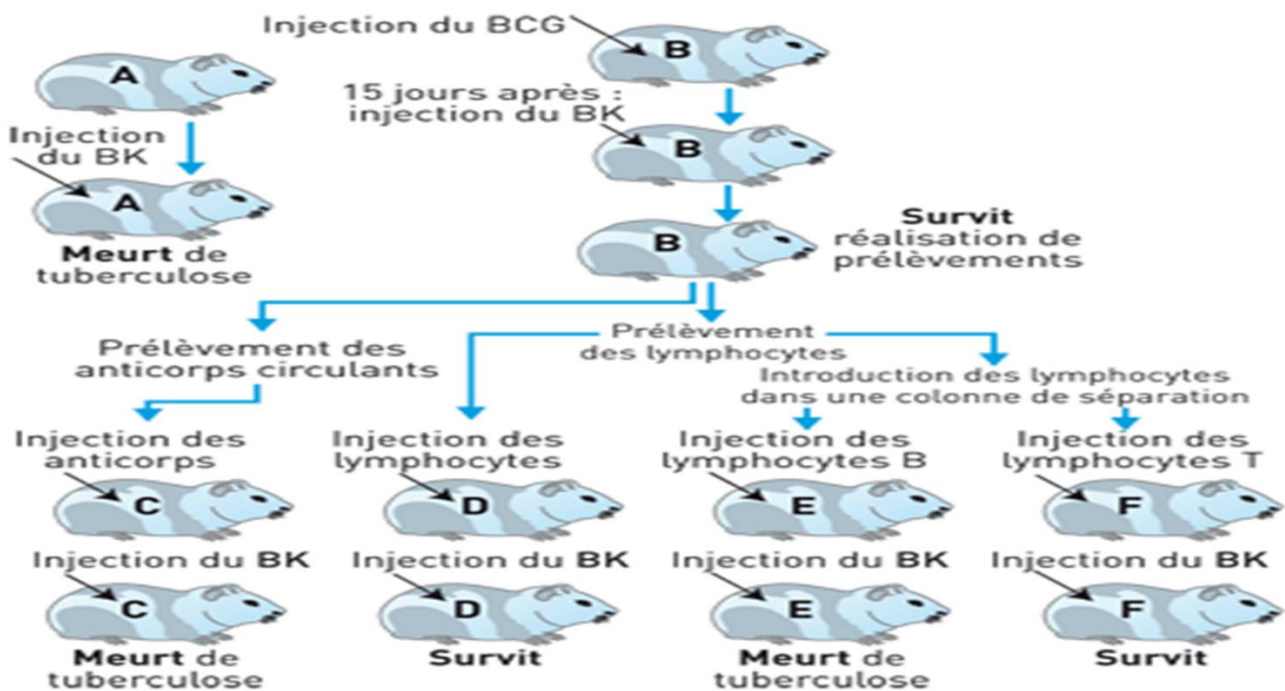 A
Injection
du BK
A
Meurt de
tuberculose
Injection du BCG
B
15 jours après :
injection du BK
B
B
Survit
réalisation de
prélèvements
Prélèvement des
anticorps circulants
Prélèvement
des lymphocytes
Introduction des lymphocytes
dans une colonne de séparation
Injection des
anticorps
C
Injection du BK
C
Meurt de
tuberculose
Injection des
lymphocytes
D
Injection du BK
D
Survit
Injection des
lymphocytes B
E
Injection du BK
E
Meurt de
tuberculose
Injection des
lymphocytes T
F
Injection du BK
F
Survit